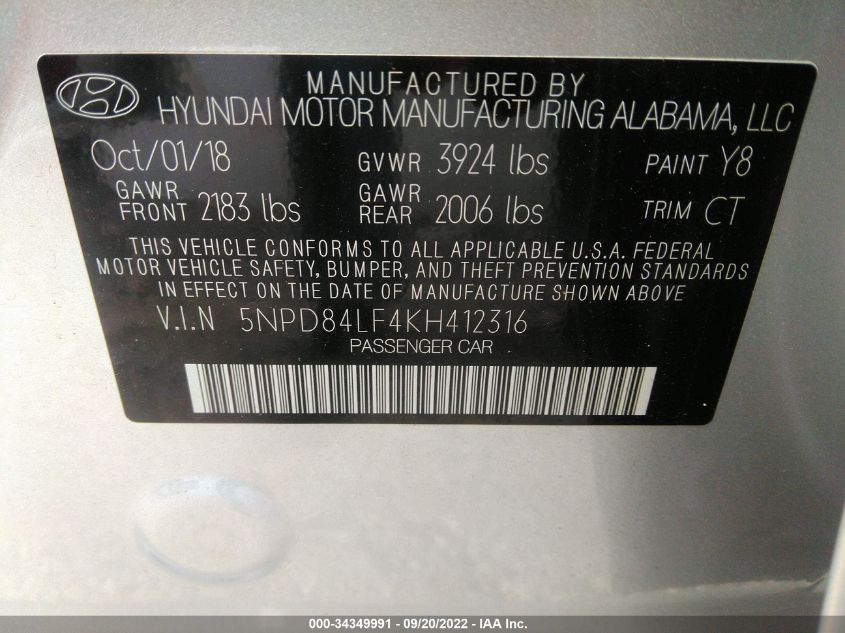 MANUFACTURED BY
HYUNDAI MOTOR MANUFACTURING ALABAMA, LLC
Oct/01/18 GVWR 3924 lbs PAINT Y8
GAWR FRONT 2183 lbs GAWR REAR 2006 lbs TRIM CT
THIS VEHICLE CONFORMS TO ALL APPLICABLE U.S.A. FEDERAL
MOTOR VEHICLE SAFETY, BUMPER, AND THEFT PREVENTION STANDARDS
IN EFFECT ON THE DATE OF MANUFACTURE SHOWN ABOVE
V.I.N 5NPD84LF4KH412316
PASSENGER CAR
000-34349991 - 09/20/2022 - IAA Inc.